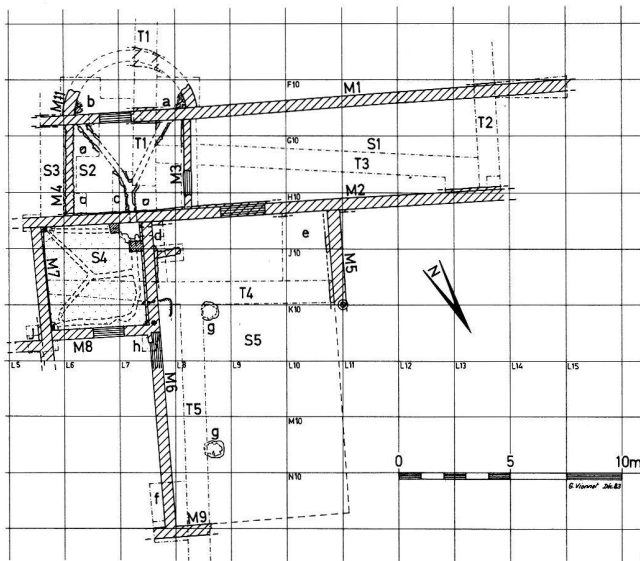 T1
F10
M1
M11
b
a
T1
G10
S1
T2
T3
S3
S2
a
M3
M4
d
c
a
H10
M2
d
e
J10
M7
S4
M5
N
T4
K10
g
S5
M8
h
L5
L6
L7
L8
L9
L10
L11
L12
L13
L14
L15
M6
T5
M10
g
0
5
10m
N10
G. Vionnet Déc. 83
f
M9